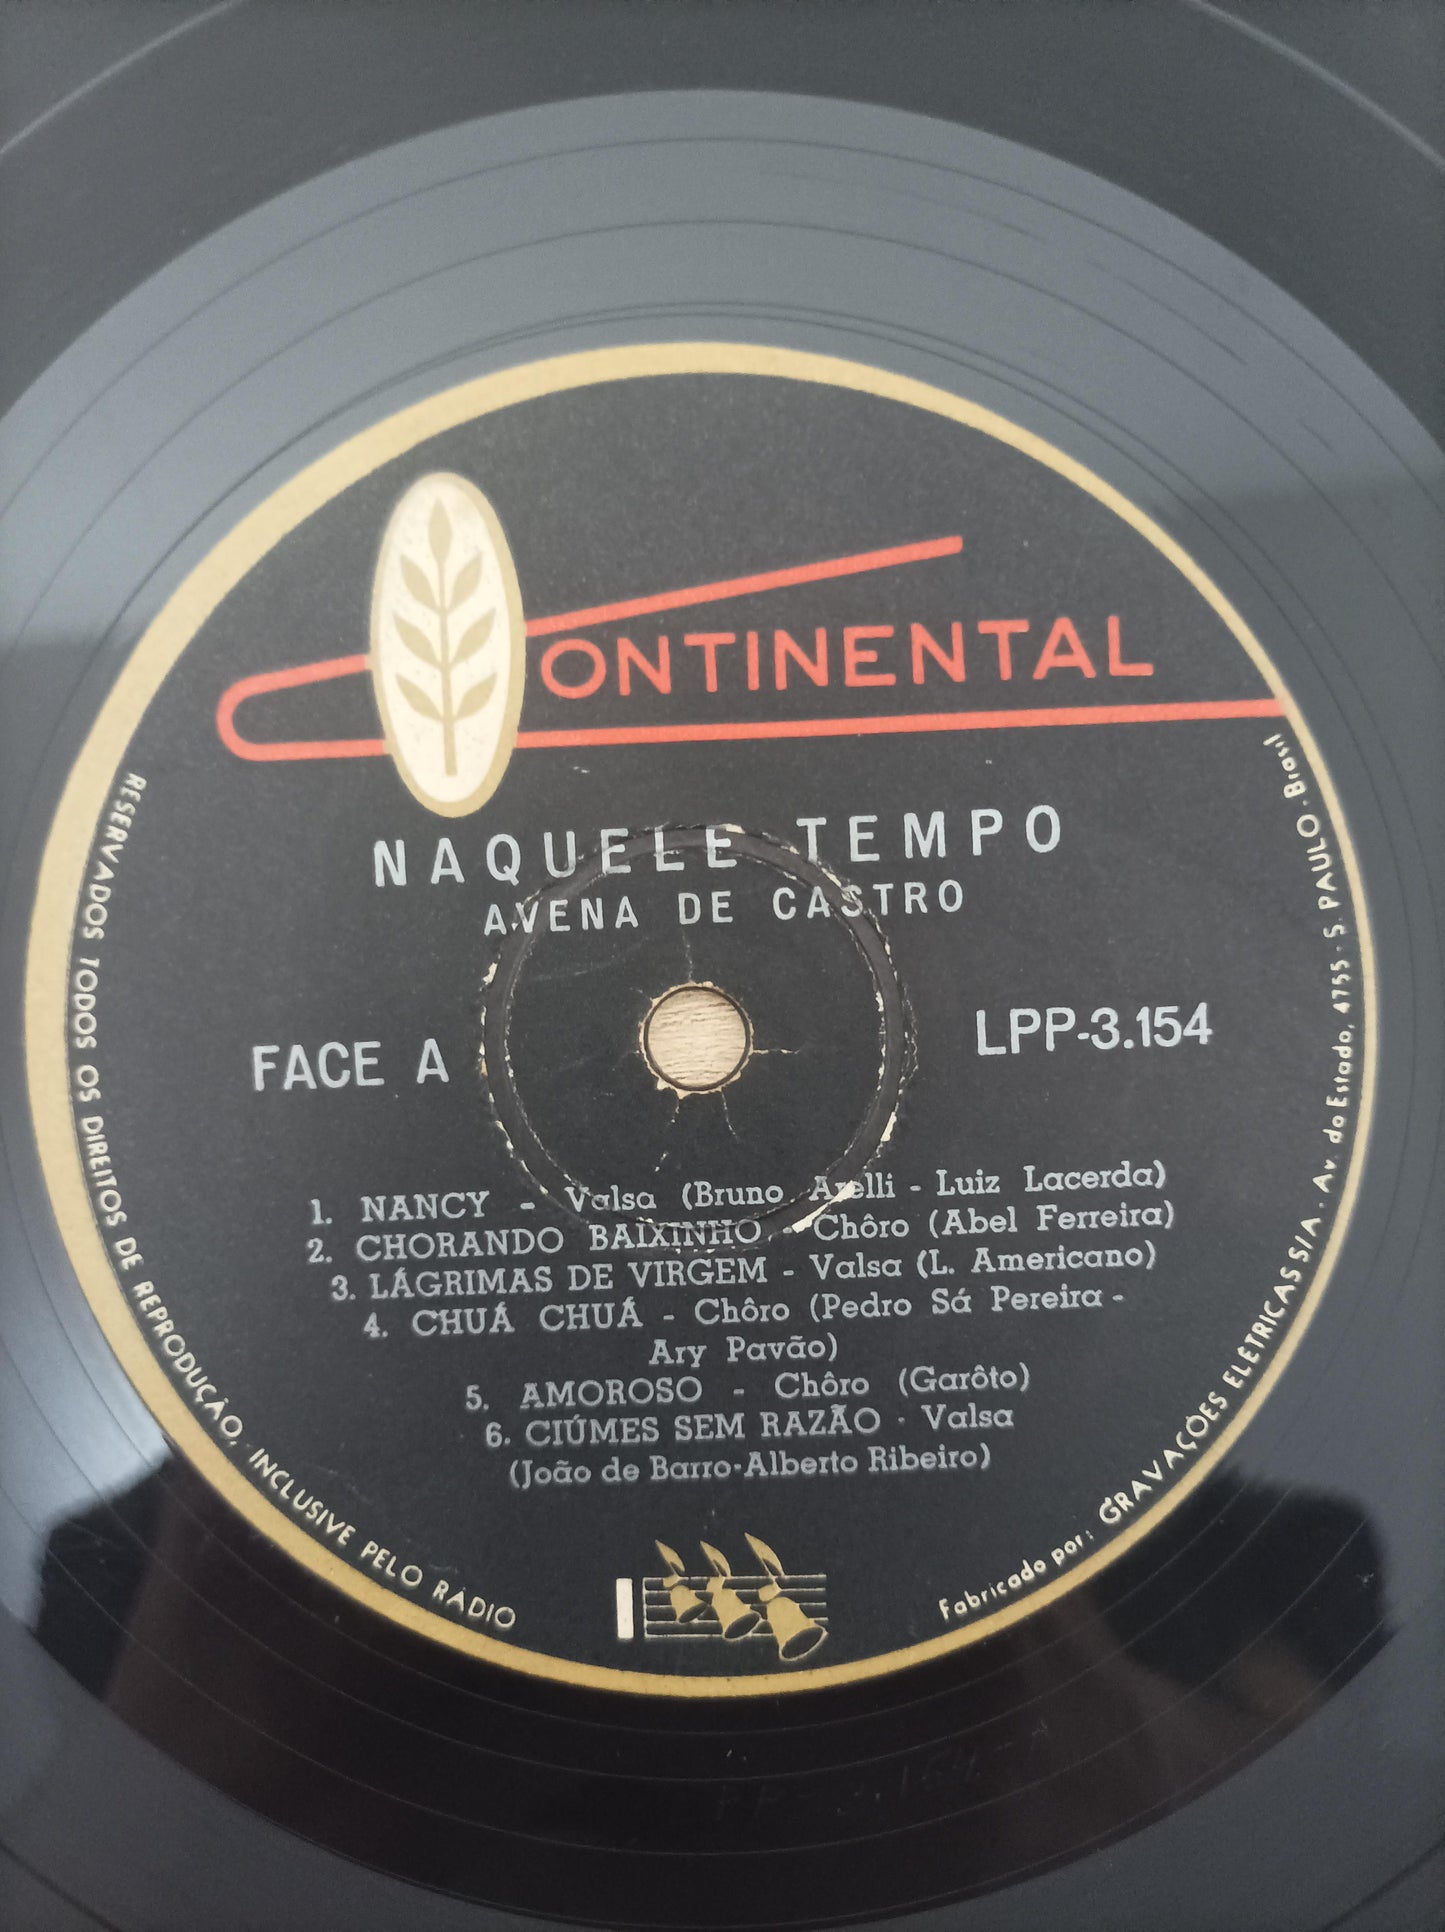 CONTINENTAL
NAQUELE TEMPO
AVENA DE CASTRO
FACE A
LPP-3.154
1. NANCY - Valsa (Bruno Arelli - Luiz Lacerda)
2. CHORANDO BAIXINHO - Chôro (Abel Ferreira)
3. LÁGRIMAS DE VIRGEM - Valsa (L. Americano)
4. CHUÁ CHUÁ - Chôro (Pedro Sá Pereira -
Ary Pavão)
5. AMOROSO - Chôro (Garôto)
6. CIÚMES SEM RAZÃO - Valsa
(João de Barro-Alberto Ribeiro)
RESERVADOS TODOS OS DIREITOS DE REPRODUÇÃO, INCLUSIVE PELO RÁDIO
Fabricado por: GRAVAÇÕES ELETRICAS S/A. Av. do Estado, 4755 - S. PAULO - Brasil